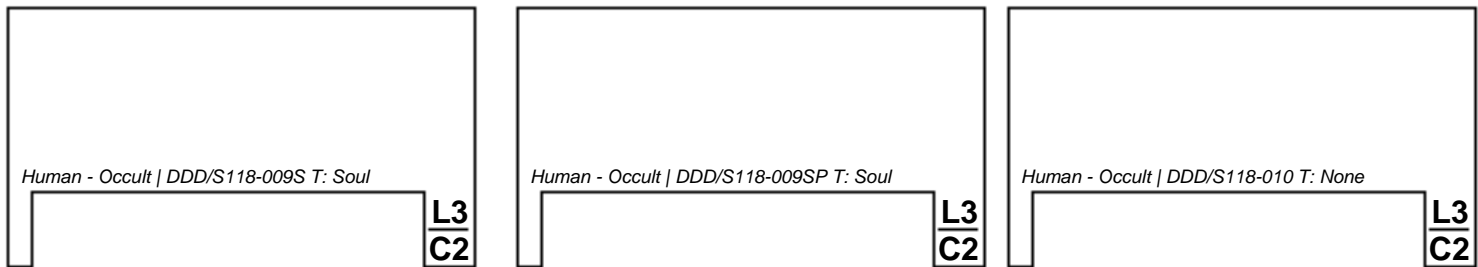 Human - Occult | DDD/S118-009S T: Soul
L3
C2
Human - Occult | DDD/S118-009SP T: Soul
L3
C2
Human - Occult | DDD/S118-010 T: None
L3
C2